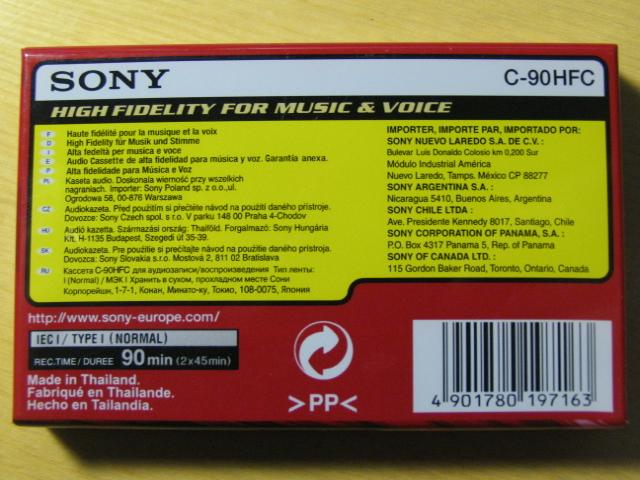 SONY
C-90HFC
HIGH FIDELITY FOR MUSIC & VOICE
F Haute fidélité pour la musique et la voix
D High Fidelity für Musik und Stimme
I Alta fedeltà per musica e voce
E Audio Cassette de alta fidelidad para música y voz. Garantía anexa.
P Alta fidelidade para Música e Voz
PL Kaseta audio. Doskonala wierność przy wszelkich
nagraniach. Importer: Sony Poland sp. z o.o.,ul.
Ogrodowa 58, 00-876 Warszawa
CZ Audiokazeta. Před použitím si přečtěte návod na použití daného přístroje.
Dovozce: Sony Czech spol. s r.o. V parku 148 00 Praha 4-Chodov
HU Audió kazetta. Származási ország: Thaiföld. Forgalmazó: Sony Hungária
Kft. H-1135 Budapest, Szegedi út 35-39.
SK Audiokazeta. Pre použitie si prečítajte návod na použitie daného prístroja.
Dovozca: Sony Slovakia s.r.o. Mostová 2, 811 02 Bratislava
RU Кассета C-90HFC для аудиозаписи/воспроизведения Тип ленты:
I (Normal) / МЭК I Хранить в сухом, прохладном месте Сони
Корпорейшн, 1-7-1, Конан, Минато-ку, Токио, 108-0075, Япония
IMPORTER, IMPORTE PAR, IMPORTADO POR:
SONY NUEVO LAREDO S.A. DE C.V. :
Bulevar Luis Donaldo Colosio km 0,200 Sur
Módulo Industrial América
Nuevo Laredo, Tamps. México CP 88277
SONY ARGENTINA S.A. :
Nicaragua 5410, Buenos Aires, Argentina
SONY CHILE LTDA :
Ave. Presidente Kennedy 8017, Santiago, Chile
SONY CORPORATION OF PANAMA, S.A. :
P.O. Box 4317 Panama 5, Rep. of Panama
SONY OF CANADA LTD. :
115 Gordon Baker Road, Toronto, Ontario, Canada
http://www.sony-europe.com/
IEC I / TYPE I (NORMAL)
REC.TIME/DUREE 90 min (2x45min)
Made in Thailand.
Fabriqué en Thaïlande.
Hecho en Tailandia.
>PP<
4 901780 197163